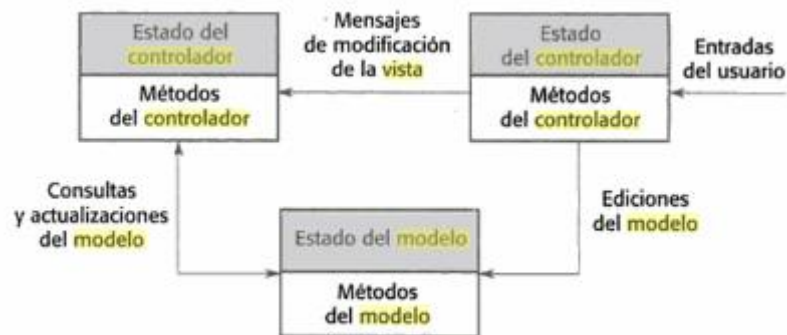 Estado del
controlador
Métodos
del controlador
Mensajes
de modificación
de la vista
Estado
del controlador
Métodos
del controlador
Entradas
del usuario
Consultas
y actualizaciones
del modelo
Estado del modelo
Métodos
del modelo
Ediciones
del modelo